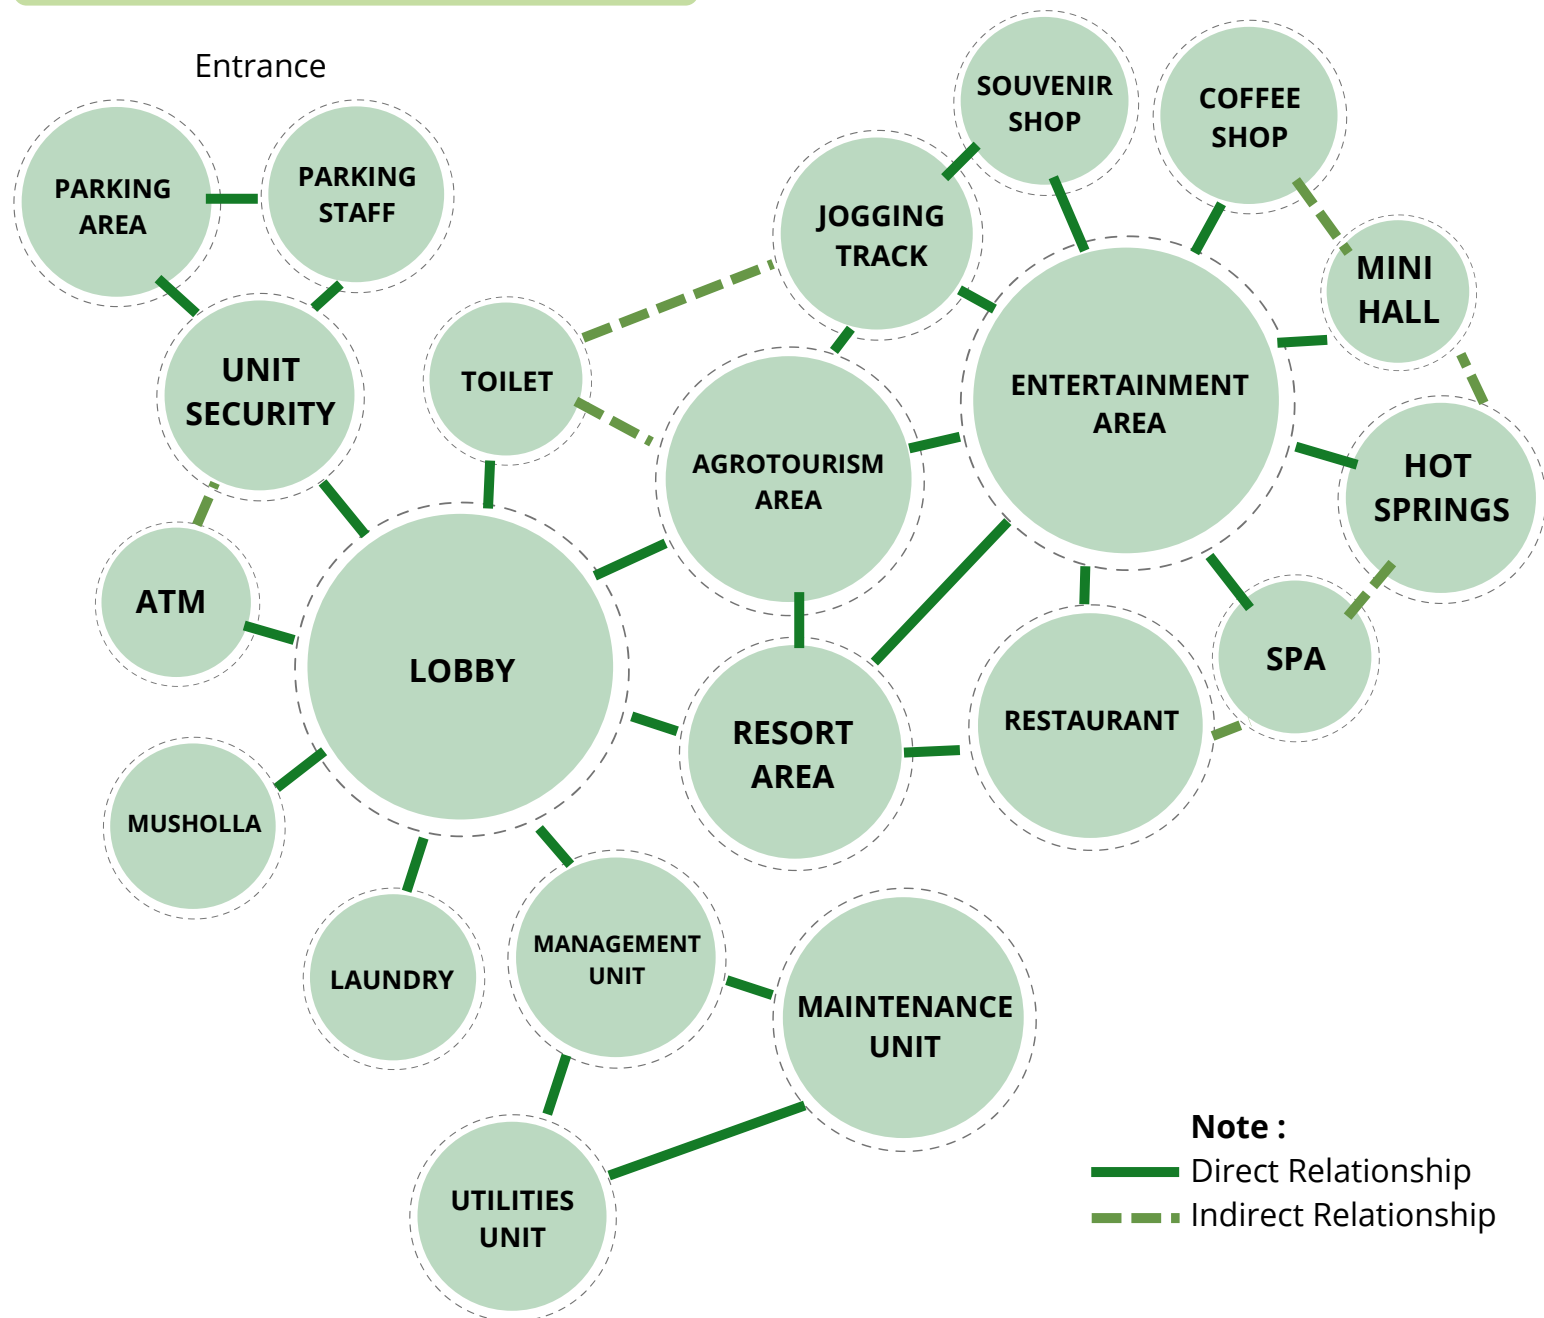 Entrance
PARKING
AREA
PARKING
STAFF
SOUVENIR
SHOP
COFFEE
SHOP
JOGGING
TRACK
MINI
HALL
UNIT
SECURITY
TOILET
ENTERTAINMENT
AREA
AGROTOURISM
AREA
HOT
SPRINGS
ATM
LOBBY
SPA
RESORT
AREA
RESTAURANT
MUSHOLLA
LAUNDRY
MANAGEMENT
UNIT
MAINTENANCE
UNIT
UTILITIES
UNIT
Note :
Direct Relationship
Indirect Relationship